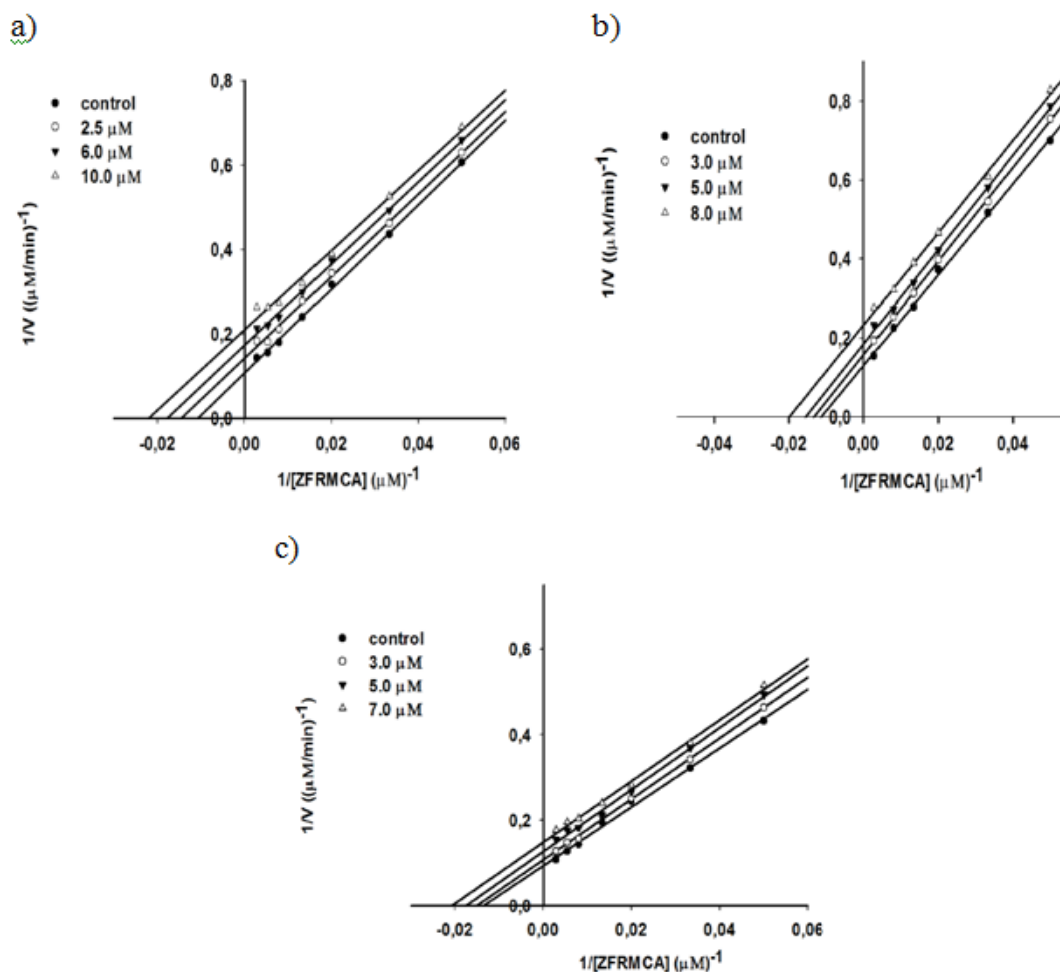 a)
control
2.5 µM
6.0 µM
10.0 µM
1/V ((µM/min)⁻¹
0,8
0,6
0,4
0,2
0,0
-0,02
0,00
0,02
0,04
0,06
1/[ZFRMCA] (µM)⁻¹
b)
control
3.0 µM
5.0 µM
8.0 µM
1/V ((µM/min)⁻¹
0,8
0,6
0,4
0,2
0,0
-0,04
-0,02
0,00
0,02
0,04
1/[ZFRMCA] (µM)⁻¹
c)
control
3.0 µM
5.0 µM
7.0 µM
1/V ((µM/min)⁻¹
0,6
0,4
0,2
0,0
-0,02
0,00
0,02
0,04
0,06
1/[ZFRMCA] (µM)⁻¹